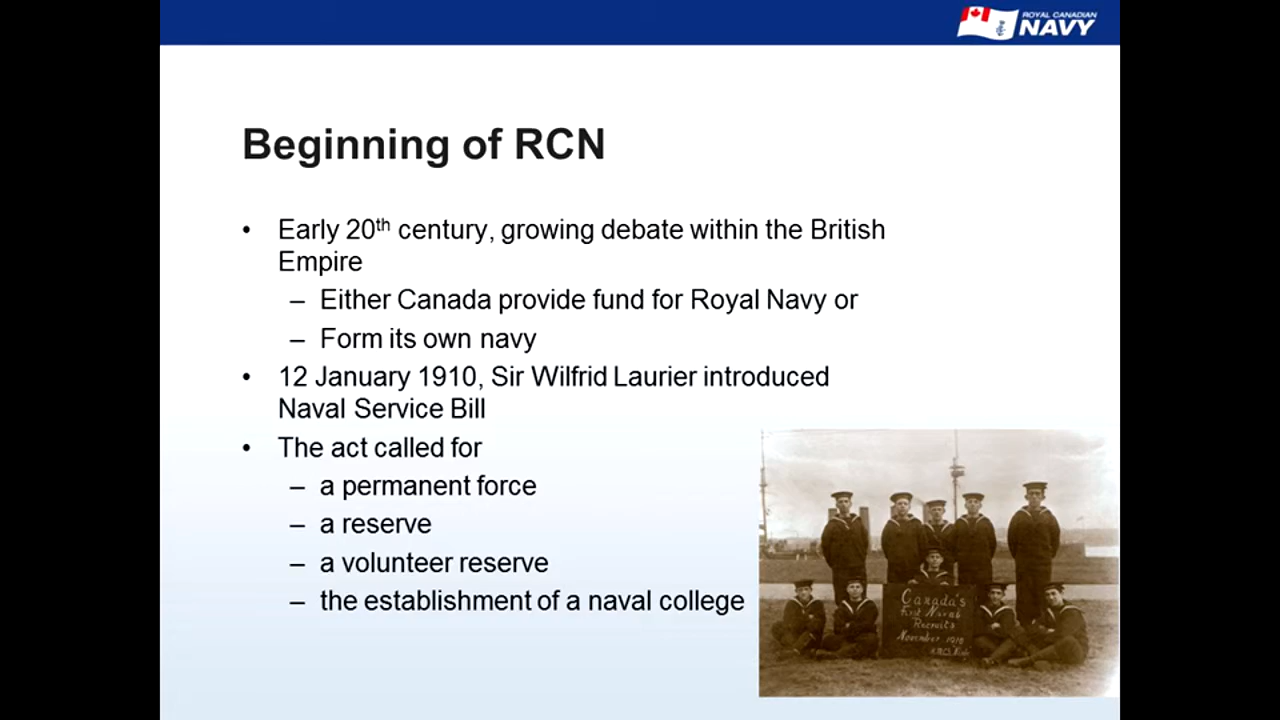 ROYAL CANADIAN
NAVY
Beginning of RCN
• Early 20th century, growing debate within the British
Empire
– Either Canada provide fund for Royal Navy or
– Form its own navy
• 12 January 1910, Sir Wilfrid Laurier introduced
Naval Service Bill
• The act called for
– a permanent force
– a reserve
– a volunteer reserve
– the establishment of a naval college
Canada's
First Naval
Recruits
November